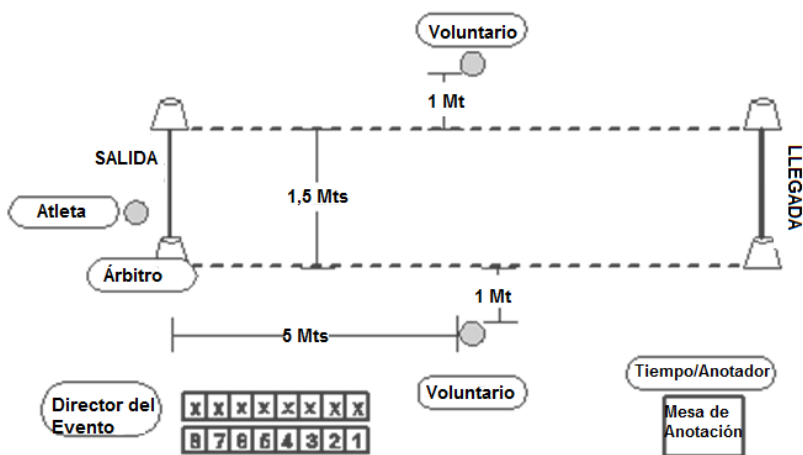 Voluntario
1 Mt
SALIDA
LLEGADA
1,5 Mts
Atleta
Árbitro
1 Mt
5 Mts
Voluntario
Tiempo/Anotador
Director del
Evento
x x x x x x x x
8 7 6 5 4 3 2 1
Mesa de
Anotación